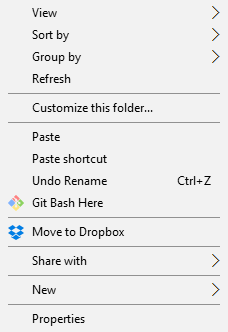 View
Sort by
Group by
Refresh
Customize this folder...
Paste
Paste shortcut
Undo Rename Ctrl+Z
Git Bash Here
Move to Dropbox
Share with
New
Properties